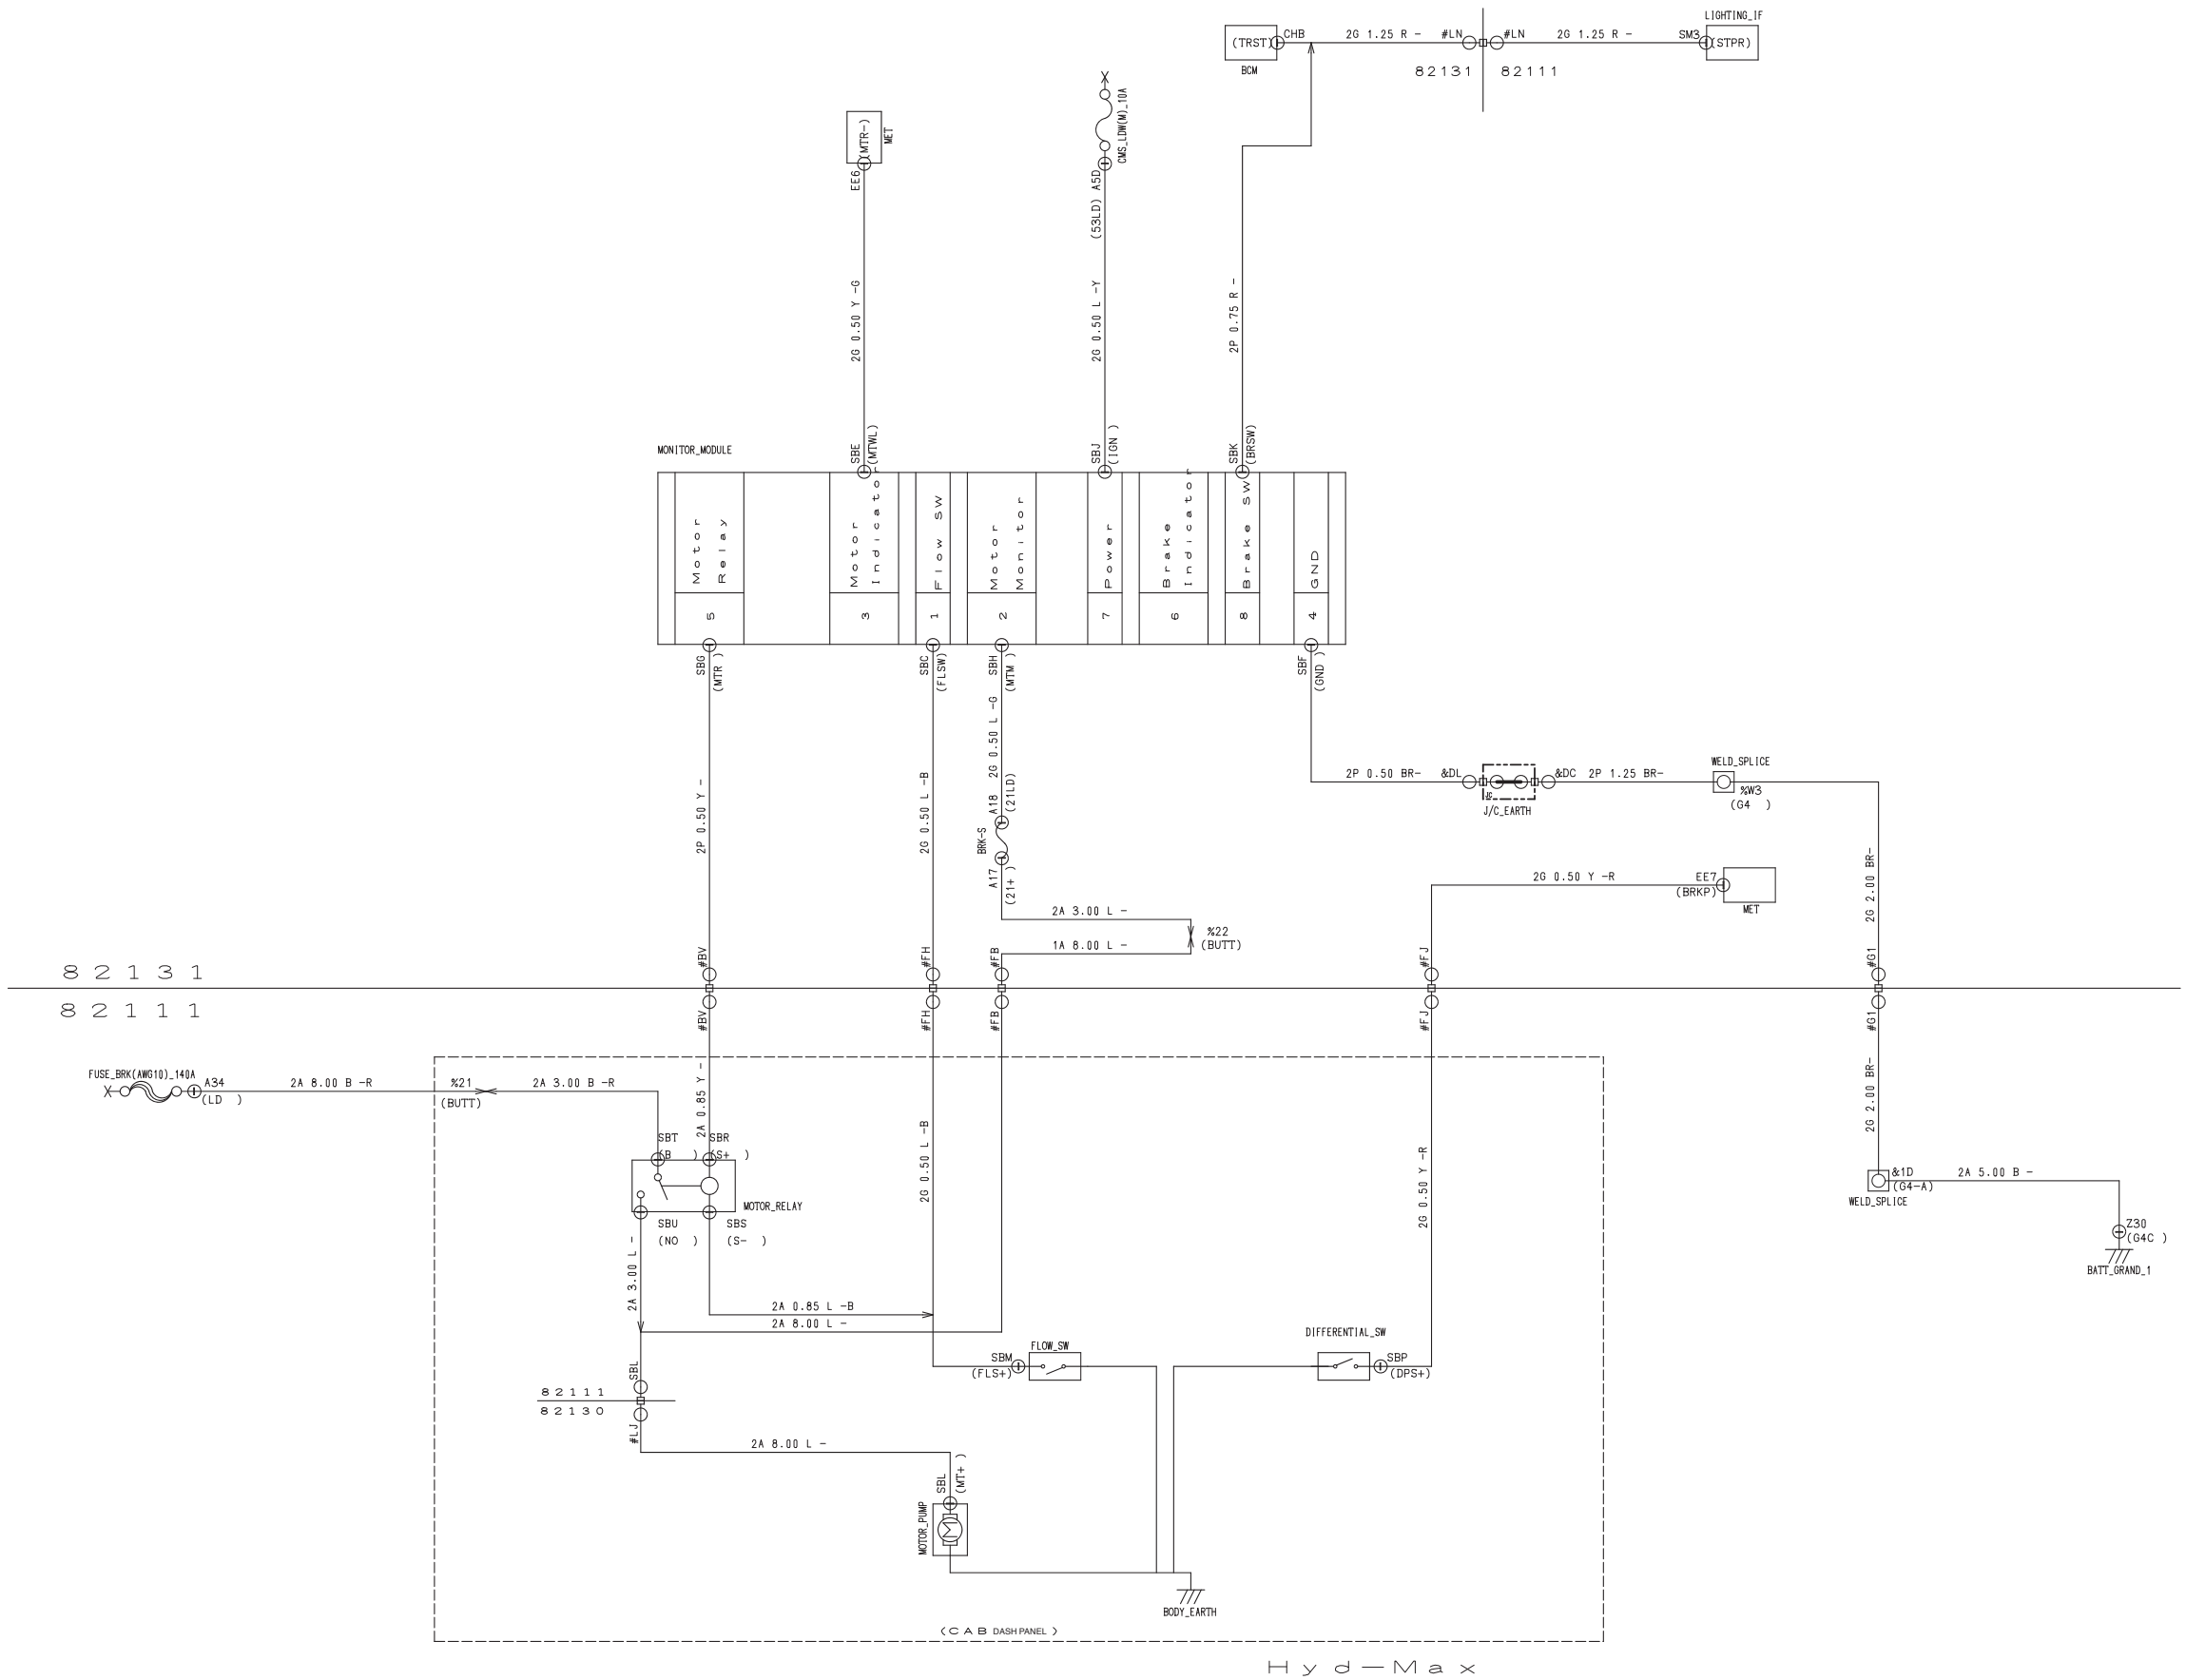 LIGHTING_IF
(TRST) CHB 2G 1.25 R - #LN #LN 2G 1.25 R - SM3 (STPR)
BCM 82131 82111
(MTR-) MET
EE6
2G 0.50 Y -G
CMS_LDW(M)_10A
(53LD) A5D
2G 0.50 L -Y
2P 0.75 R -
MONITOR_MODULE
SBE (MTWL)
SBJ (IGN )
SBK (BRSW)
Motor Relay 5
Motor Indicator 3
Flow SW 1
Motor Monitor 2
Power 7
Brake Indicator 6
Brake SW 8
GND 4
SBG (MTR )
SBC (FLSW)
SBH (MTM )
SBF (GND )
2P 0.50 Y -
2G 0.50 L -B
2G 0.50 L -G
A18 (21LD)
BRK-S
A17 (21+ )
2A 3.00 L -
%22
(BUTT)
1A 8.00 L -
2P 0.50 BR- &DL &DC 2P 1.25 BR-
JC
J/C_EARTH
WELD_SPLICE
%W3
(G4 )
2G 0.50 Y -R EE7
(BRKP)
MET
2G 2.00 BR-
#BV #FH #FB #FJ #G1
82131
82111
#BV #FH #FB #FJ #G1
FUSE_BRK(AWG10)_140A
A34 2A 8.00 B -R %21 2A 3.00 B -R
(LD ) (BUTT)
2A 0.85 Y -
2G 0.50 L -B
2G 0.50 Y -R
2G 2.00 BR-
SBT SBR
(B ) (S+ )
MOTOR_RELAY
SBU SBS
(NO ) (S- )
&1D 2A 5.00 B -
(G4-A)
WELD_SPLICE
Z30
(G4C )
BATT_GRAND_1
2A 3.00 L -
2A 0.85 L -B
2A 8.00 L -
SBL
FLOW_SW
SBM
(FLS+)
DIFFERENTIAL_SW
SBP
(DPS+)
82111
82130
#LJ
2A 8.00 L -
SBL (MT+ )
MOTOR_PUMP
BODY_EARTH
(CAB DASH PANEL )
Hyd-Max